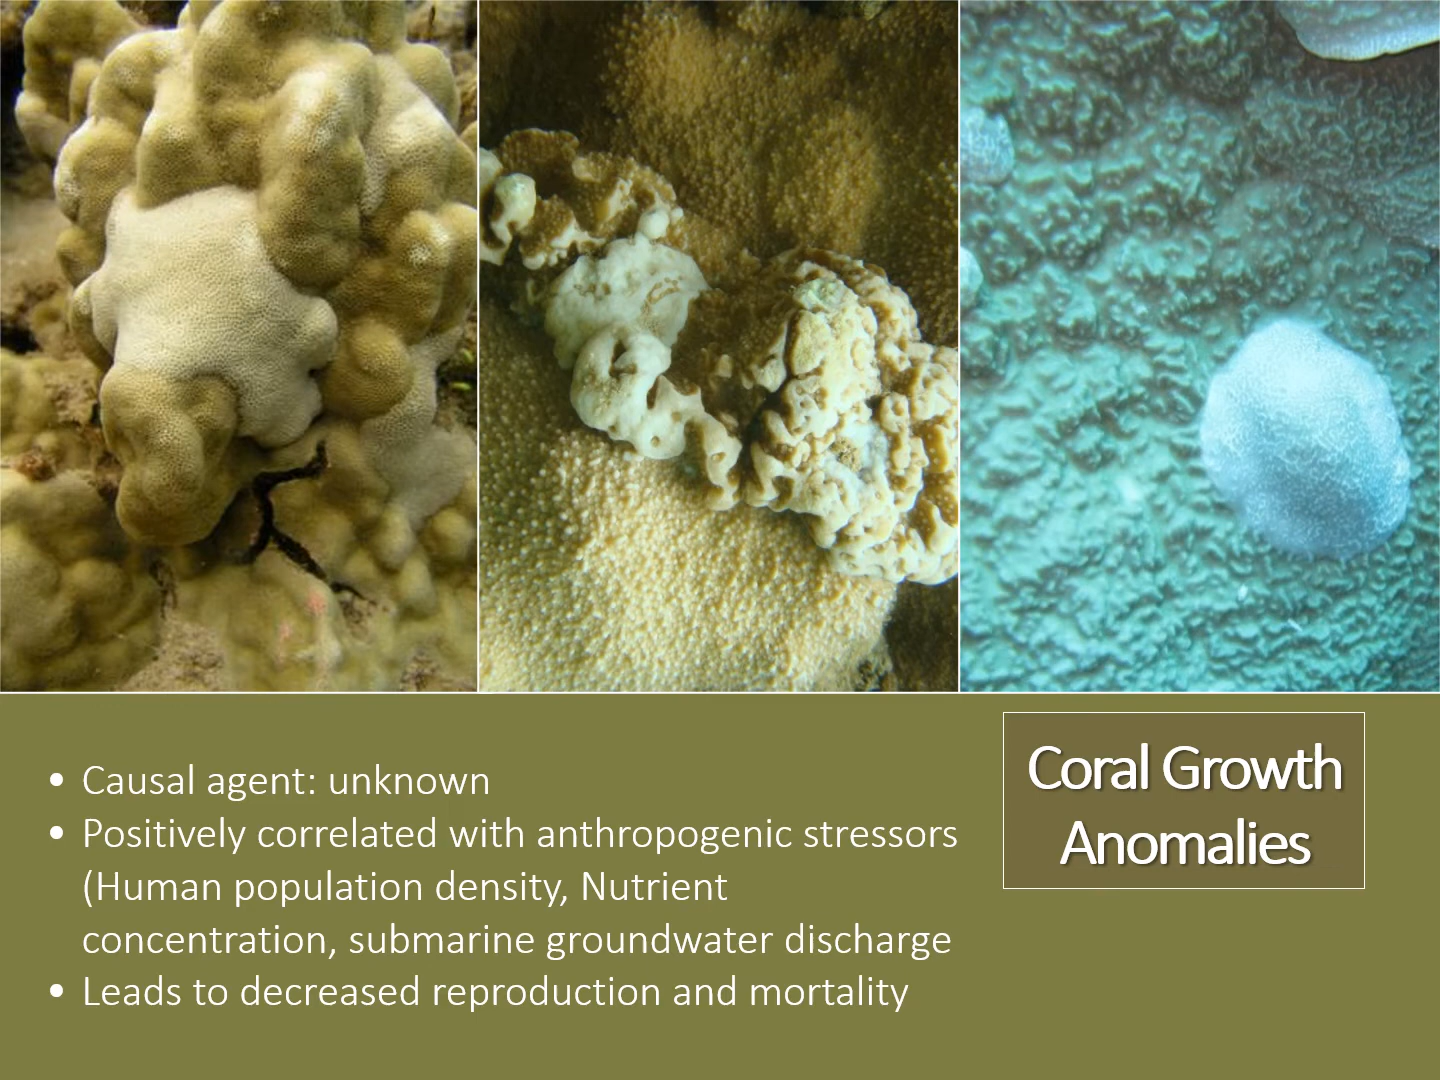 • Causal agent: unknown
• Positively correlated with anthropogenic stressors
(Human population density, Nutrient
concentration, submarine groundwater discharge
• Leads to decreased reproduction and mortality
Coral Growth
Anomalies